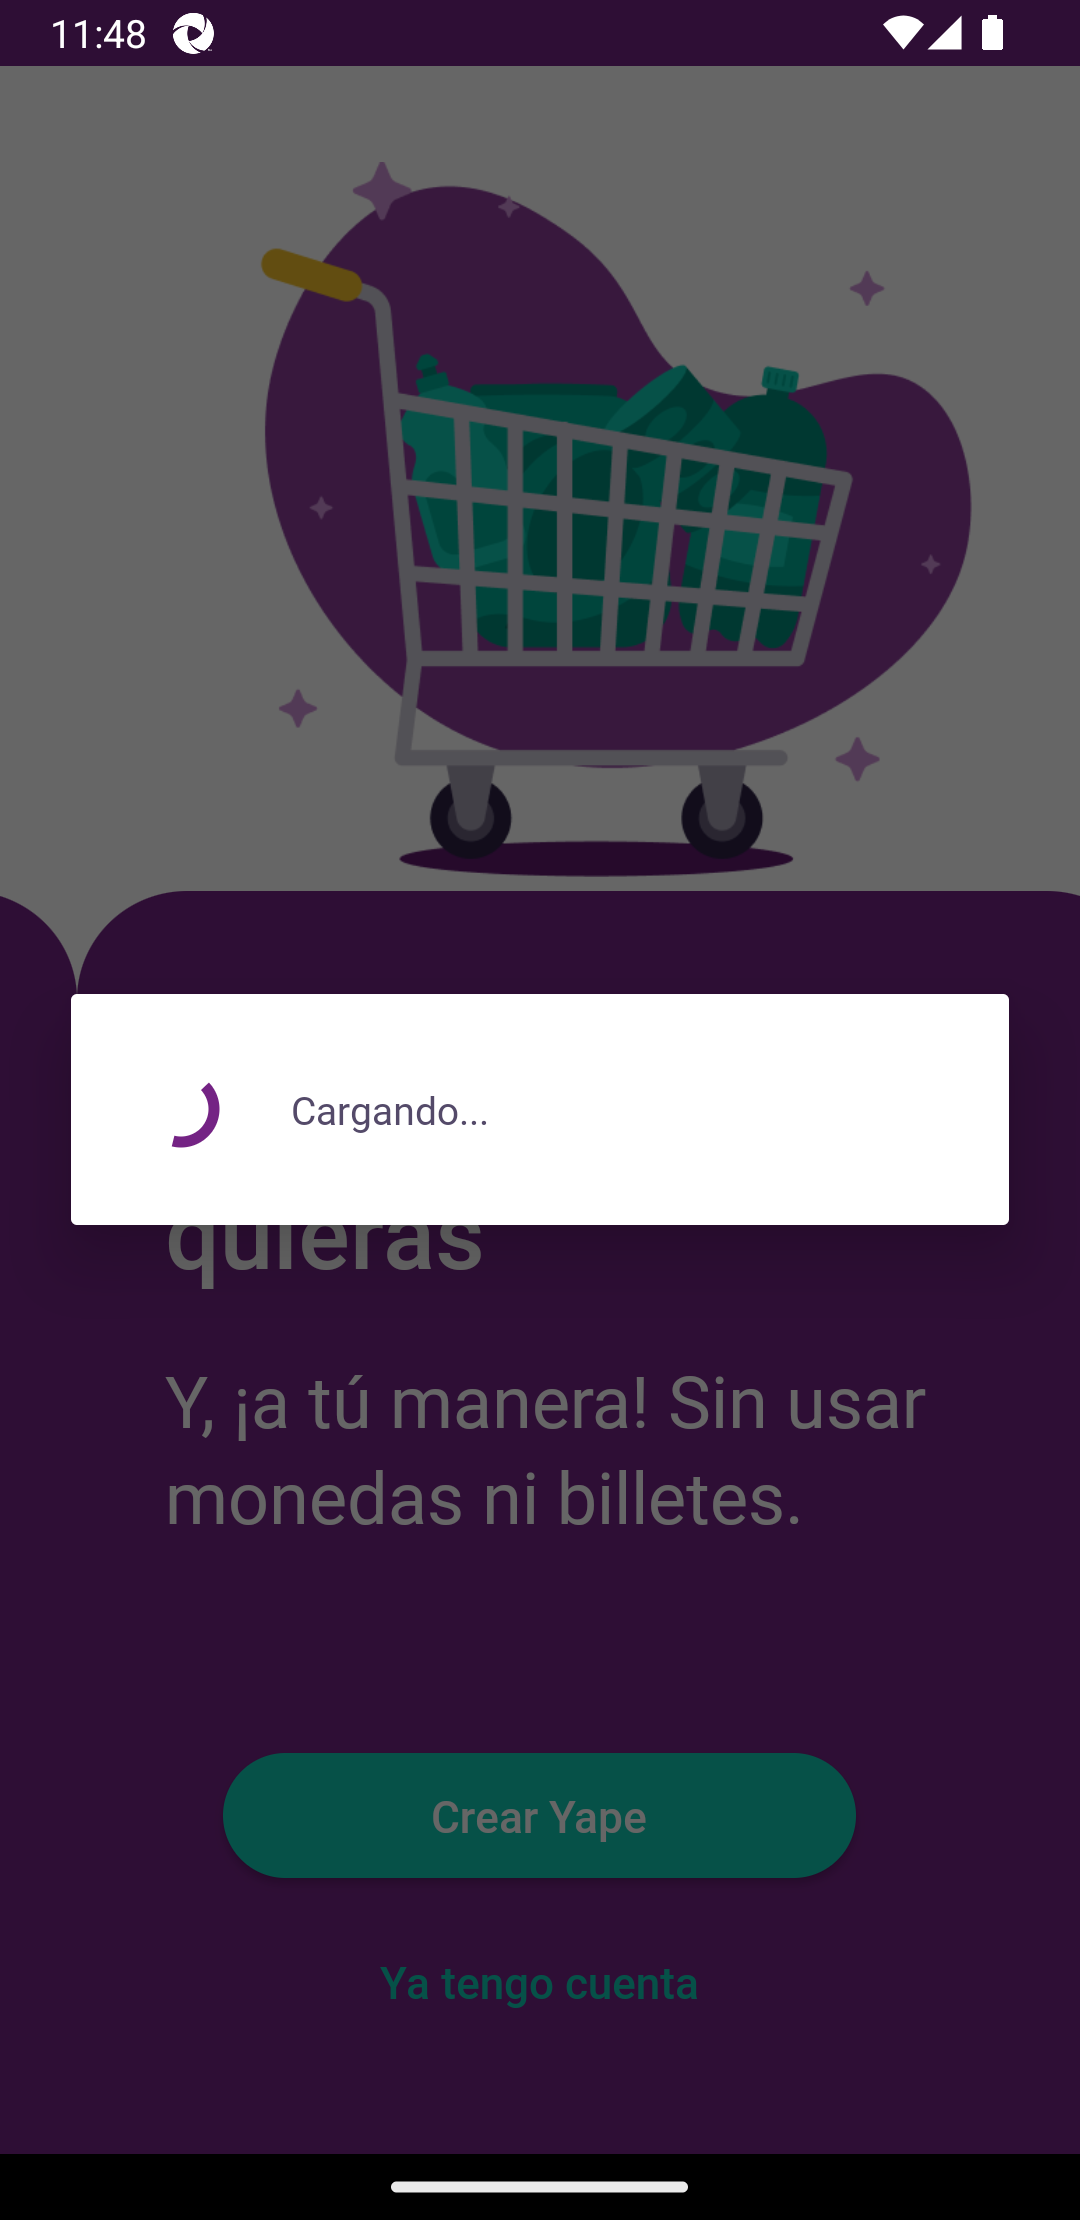 11:48
Cargando...
quieras
Y, ¡a tú manera! Sin usar
monedas ni billetes.
Crear Yape
Ya tengo cuenta